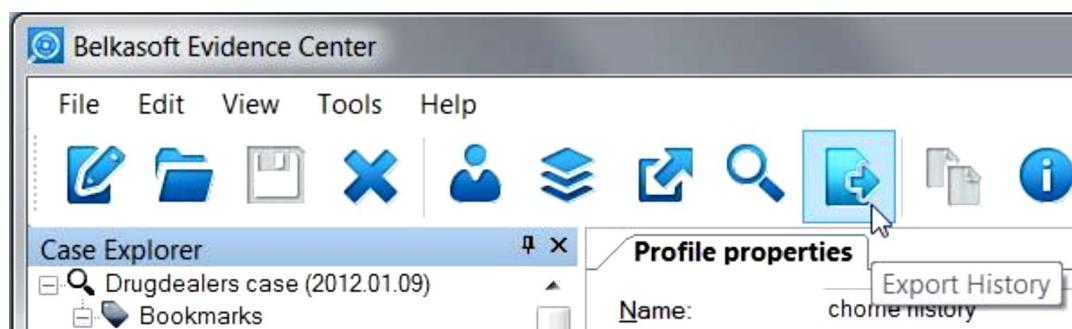 Belkasoft Evidence Center
File Edit View Tools Help
Case Explorer
Profile properties
Drugdealers case (2012.01.09)
Export History
Bookmarks
Name: chorne history